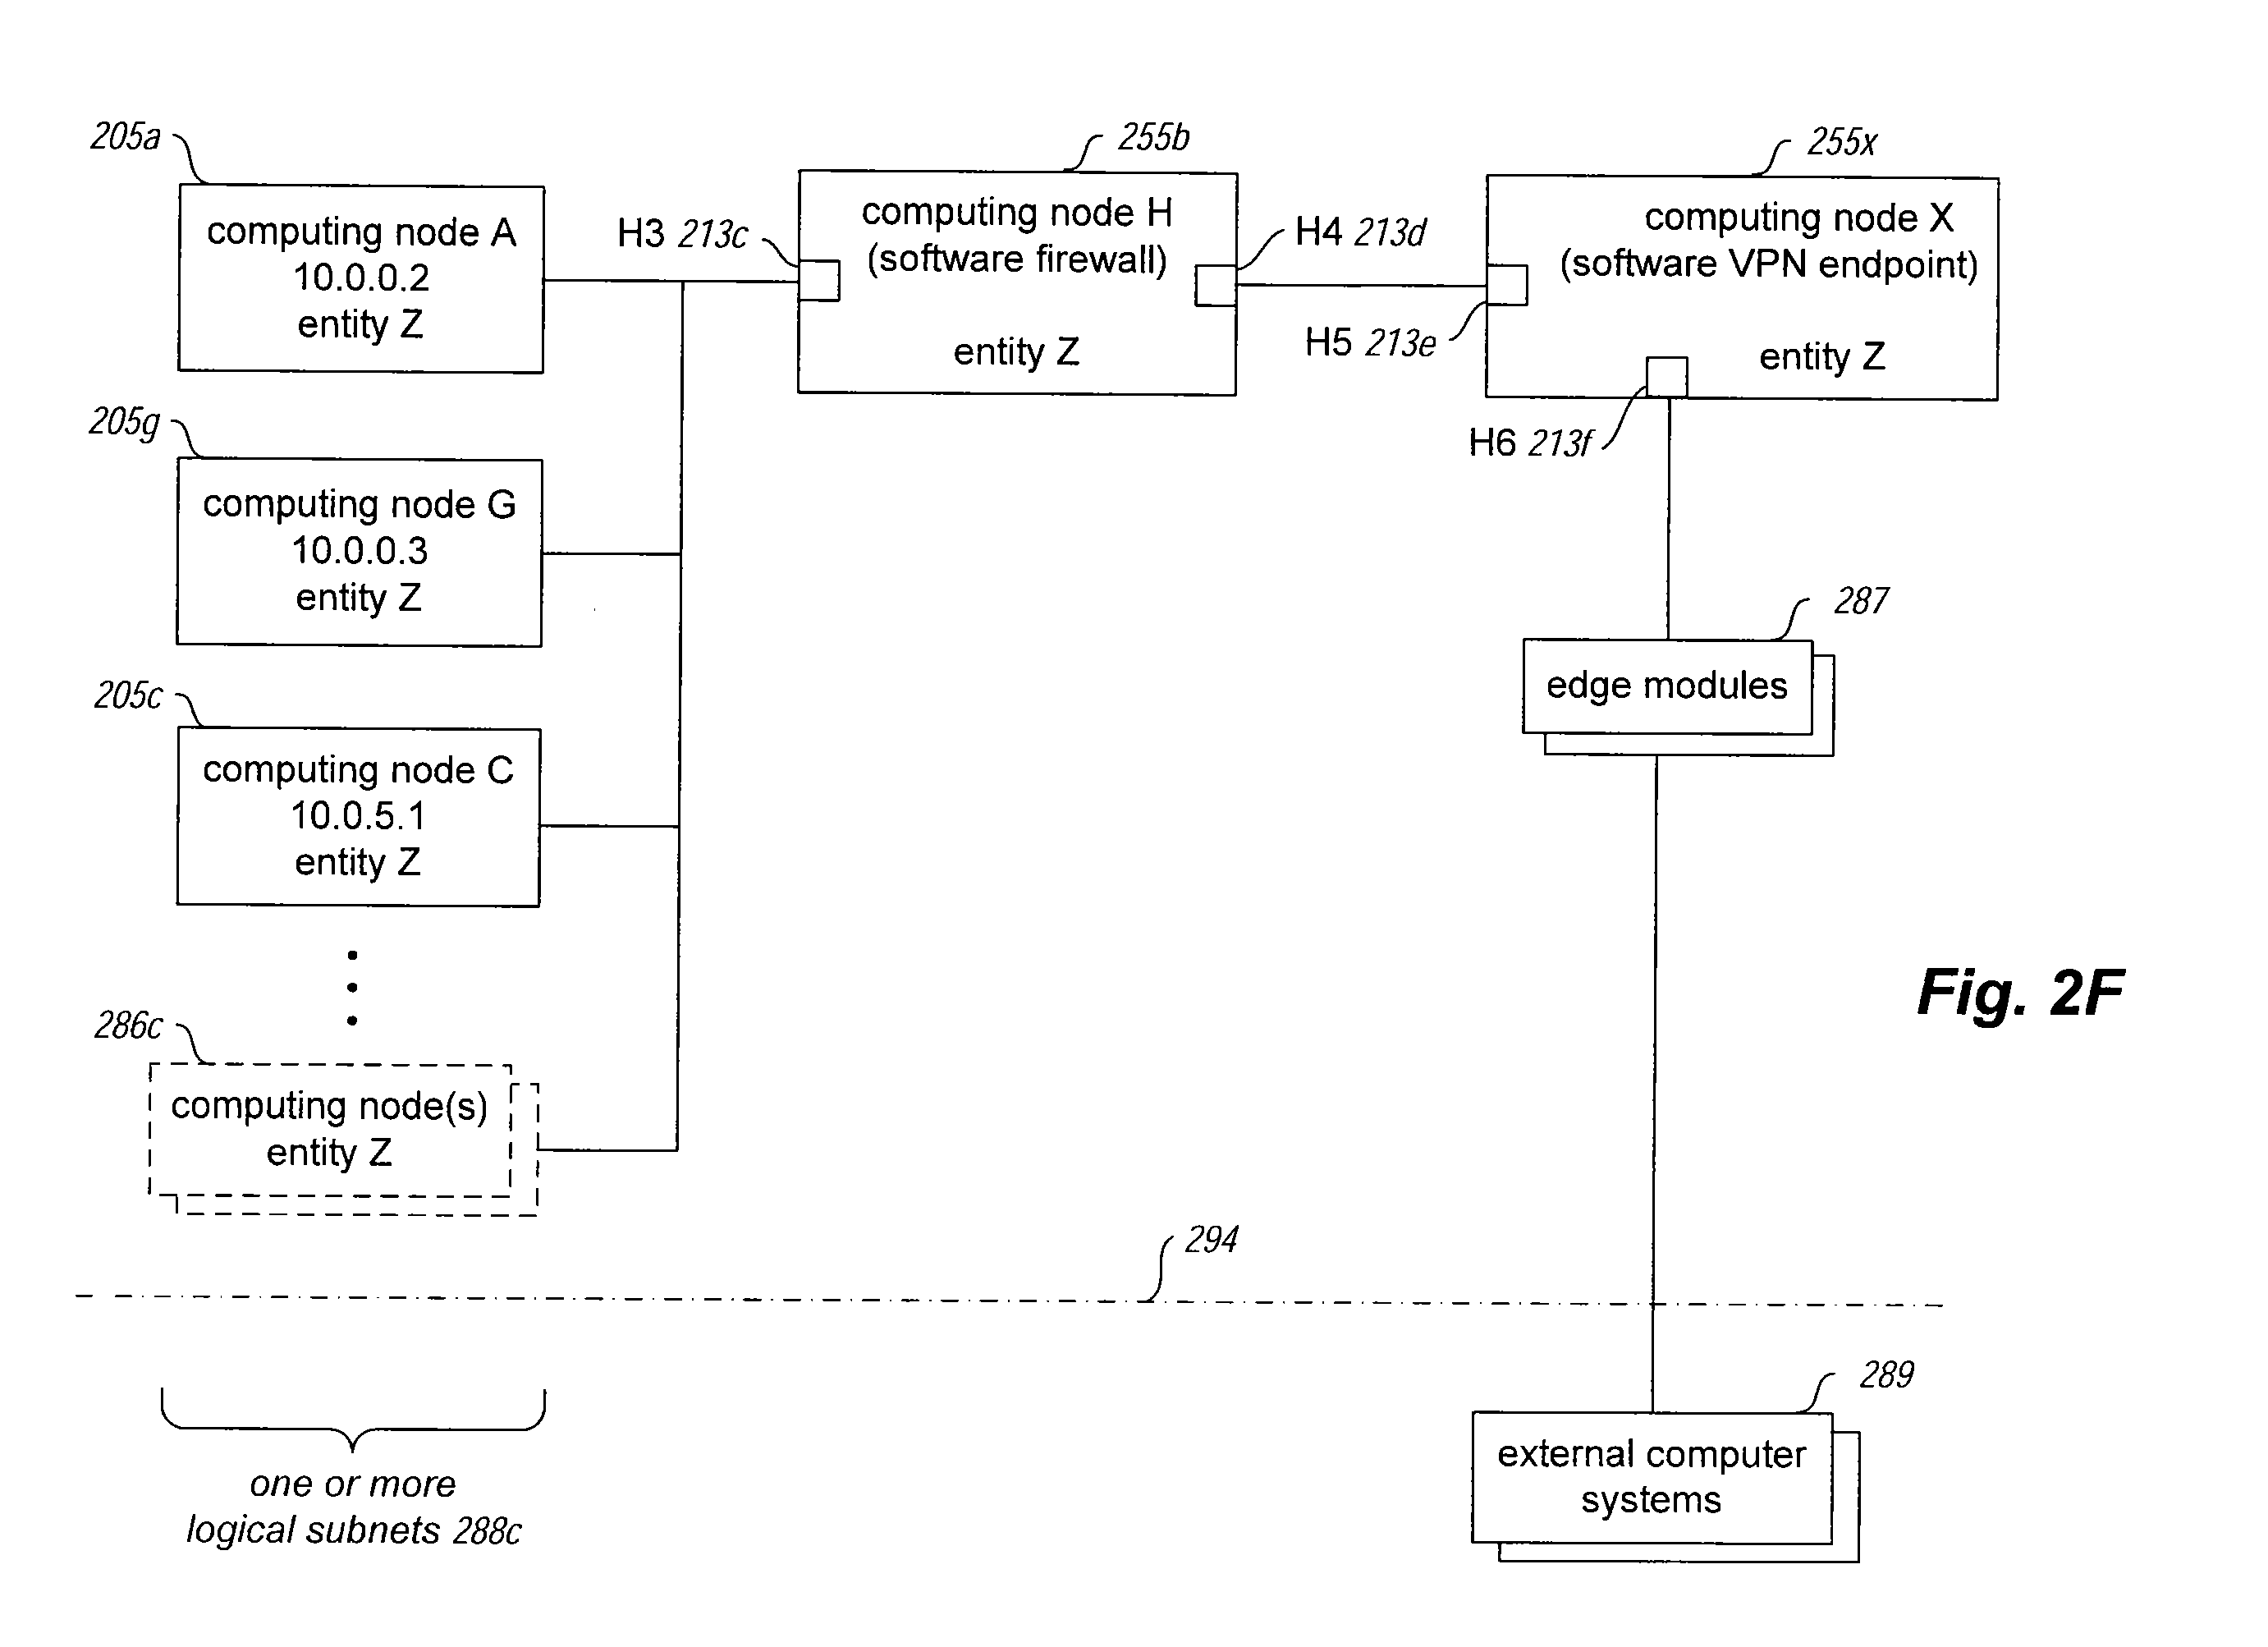 205a
computing node A
10.0.0.2
entity Z
205g
computing node G
10.0.0.3
entity Z
205c
computing node C
10.0.5.1
entity Z
286c
computing node(s)
entity Z
one or more
logical subnets 288c
H3 213c
255b
computing node H
(software firewall)
entity Z
H4 213d
H5 213e
255x
computing node X
(software VPN endpoint)
entity Z
H6 213f
287
edge modules
Fig. 2F
294
289
external computer
systems